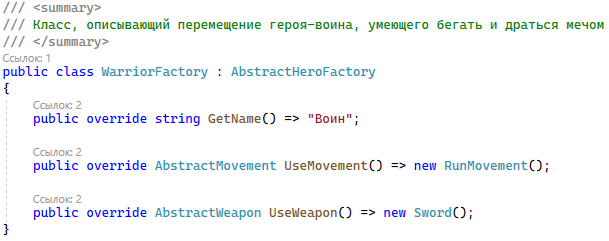 /// <summary>
/// Класс, описывающий перемещение героя-воина, умеющего бегать и драться мечом
/// </summary>
Ссылок: 1
public class WarriorFactory : AbstractHeroFactory
{
Ссылок: 2
public override string GetName() => "Воин";
Ссылок: 2
public override AbstractMovement UseMovement() => new RunMovement();
Ссылок: 2
public override AbstractWeapon UseWeapon() => new Sword();
}